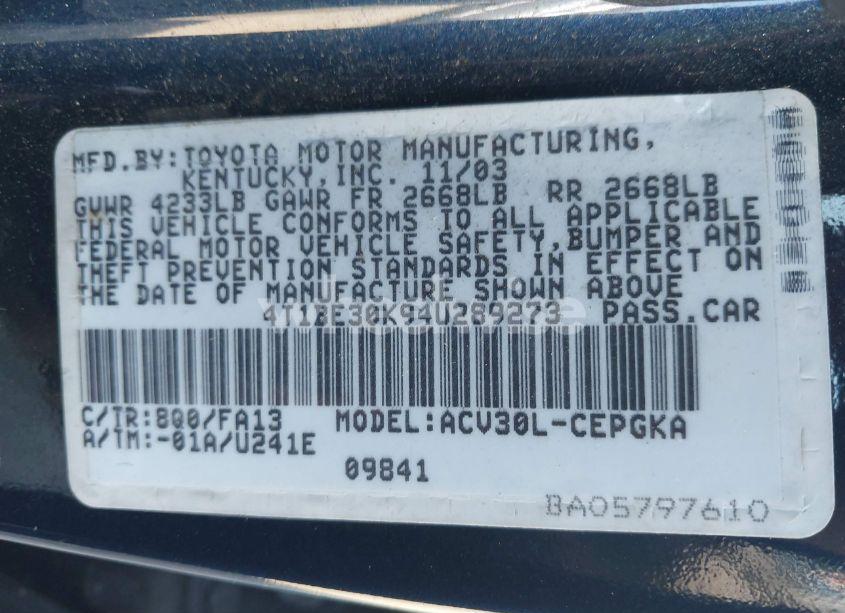 MFD.BY:TOYOTA MOTOR MANUFACTURING,
KENTUCKY,INC. 11/03
GVWR 4233LB GAWR FR 2668LB RR 2668LB
THIS VEHICLE CONFORMS TO ALL APPLICABLE
FEDERAL MOTOR VEHICLE SAFETY,BUMPER AND
THEFT PREVENTION STANDARDS IN EFFECT ON
THE DATE OF MANUFACTURE SHOWN ABOVE
4T1BE30K94U289273 PASS.CAR
C/TR:8Q0/FA13 MODEL:ACV30L-CEPGKA
A/TM:-01A/U241E
09841
BA05797610